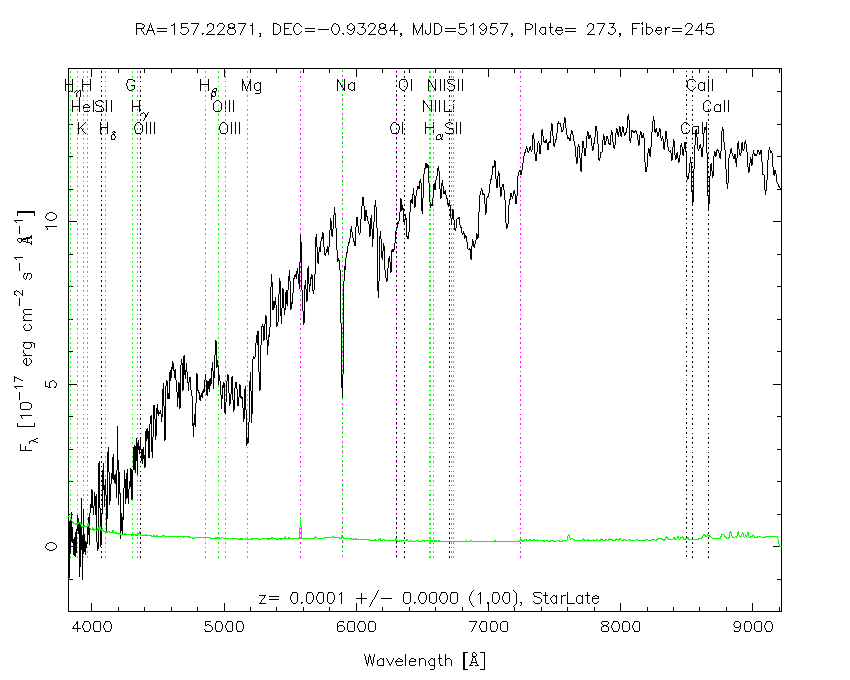 RA=157.22871, DEC=−0.93284, MJD=51957, Plate= 273, Fiber=245
Hη H G Hβ Mg Na OI NII SII CaII
HeI SII Hγ OIII NII Li CaII
K Hδ OIII OIII OI Hα SII CaII
10
5
0
Fλ [10−17 erg cm−2 s−1 Å−1]
z= 0.0001 +/− 0.0000 (1.00), StarLate
4000 5000 6000 7000 8000 9000
Wavelength [Å]